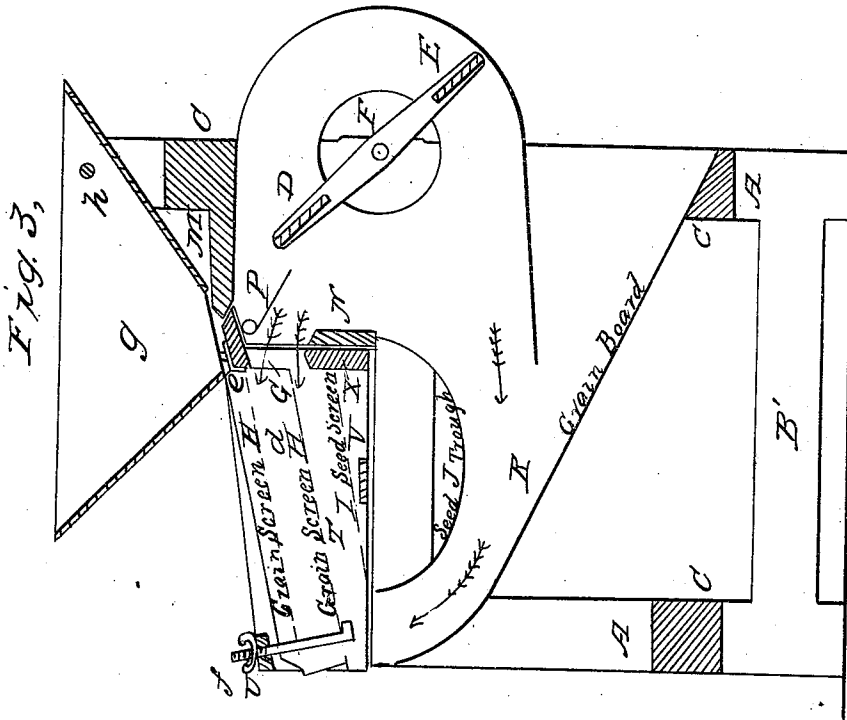 Fig. 3,
g
h
C
M
D
E
F
P
N
e
G
d
Grain Screen H
Grain Screen H
T I Seed Screen
V X
f
U
Seed J Trough
K
Grain Board
A
C
A
C
B'